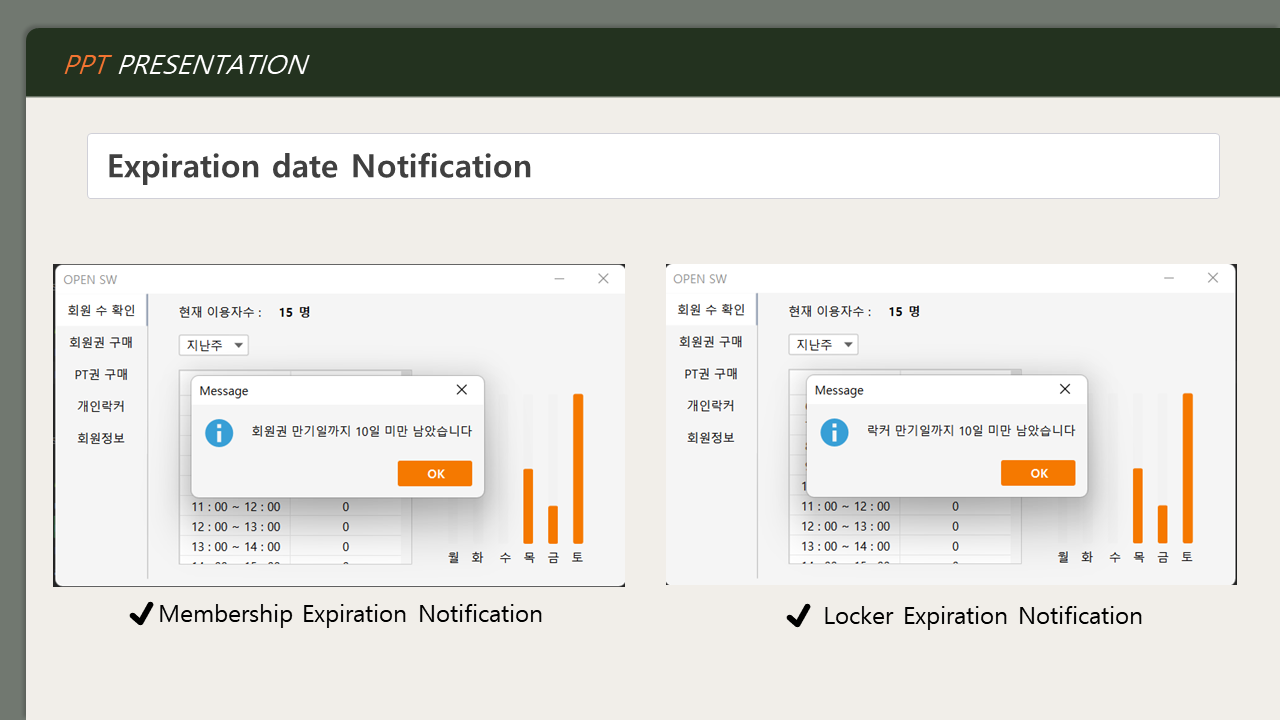 PPT PRESENTATION
Expiration date Notification
OPEN SW
회원 수 확인
회원권 구매
PT권 구매
개인락커
회원정보
현재 이용자수 : 15 명
지난주
Message
회원권 만기일까지 10일 미만 남았습니다
OK
11 : 00 ~ 12 : 00 0
12 : 00 ~ 13 : 00 0
13 : 00 ~ 14 : 00 0
월 화 수 목 금 토
✔Membership Expiration Notification
OPEN SW
회원 수 확인
회원권 구매
PT권 구매
개인락커
회원정보
현재 이용자수 : 15 명
지난주
Message
락커 만기일까지 10일 미만 남았습니다
OK
11 : 00 ~ 12 : 00 0
12 : 00 ~ 13 : 00 0
13 : 00 ~ 14 : 00 0
월 화 수 목 금 토
✔ Locker Expiration Notification